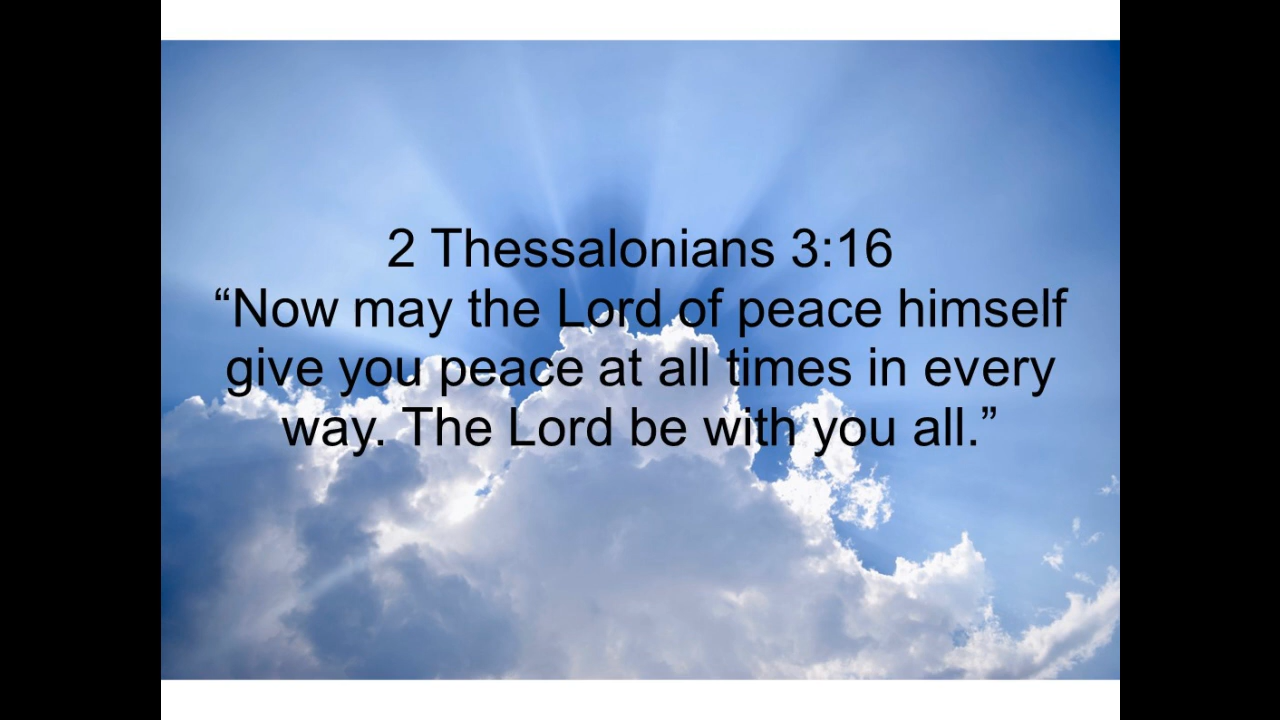 2 Thessalonians 3:16
“Now may the Lord of peace himself
give you peace at all times in every
way. The Lord be with you all.”